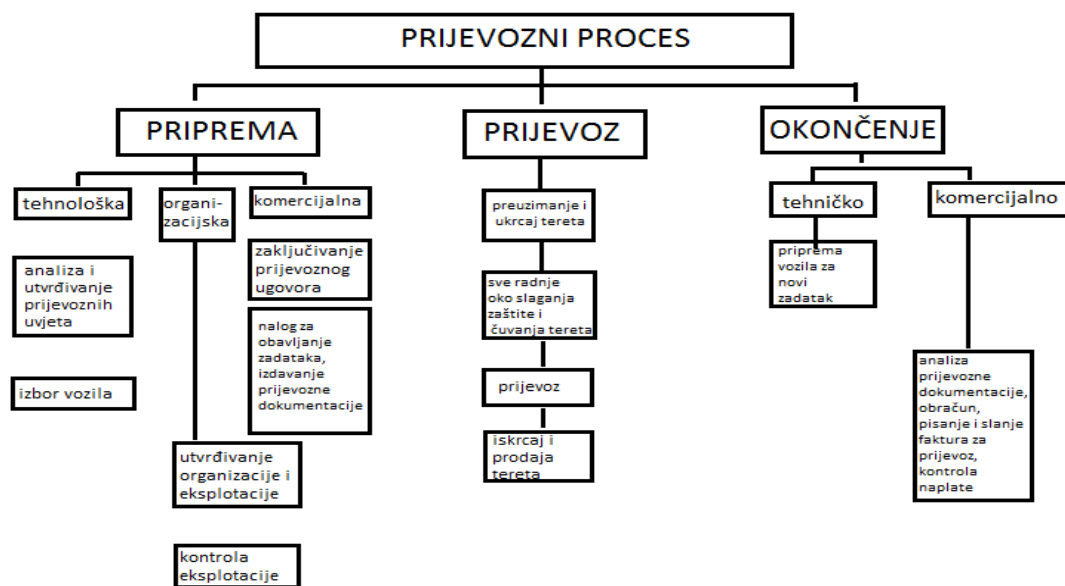 PRIJEVOZNI PROCES
PRIPREMA
PRIJEVOZ
OKONČENJE
tehnološka
organi-
zacijska
komercijalna
analiza i
utvrđivanje
prijevoznih
uvjeta
izbor vozila
zaključivanje
prijevoznog
ugovora
nalog za
obavljanje
zadataka,
izdavanje
prijevozne
dokumentacije
utvrđivanje
organizacije i
eksplotacije
kontrola
eksplotacije
preuzimanje i
ukrcaj tereta
sve radnje
oko slaganja
zaštite i
čuvanja tereta
prijevoz
iskrcaj i
prodaja
tereta
tehničko
komercijalno
priprema
vozila za
novi
zadatak
analiza
prijevozne
dokumentacije,
obračun,
pisanje i slanje
faktura za
prijevoz,
kontrola
naplate